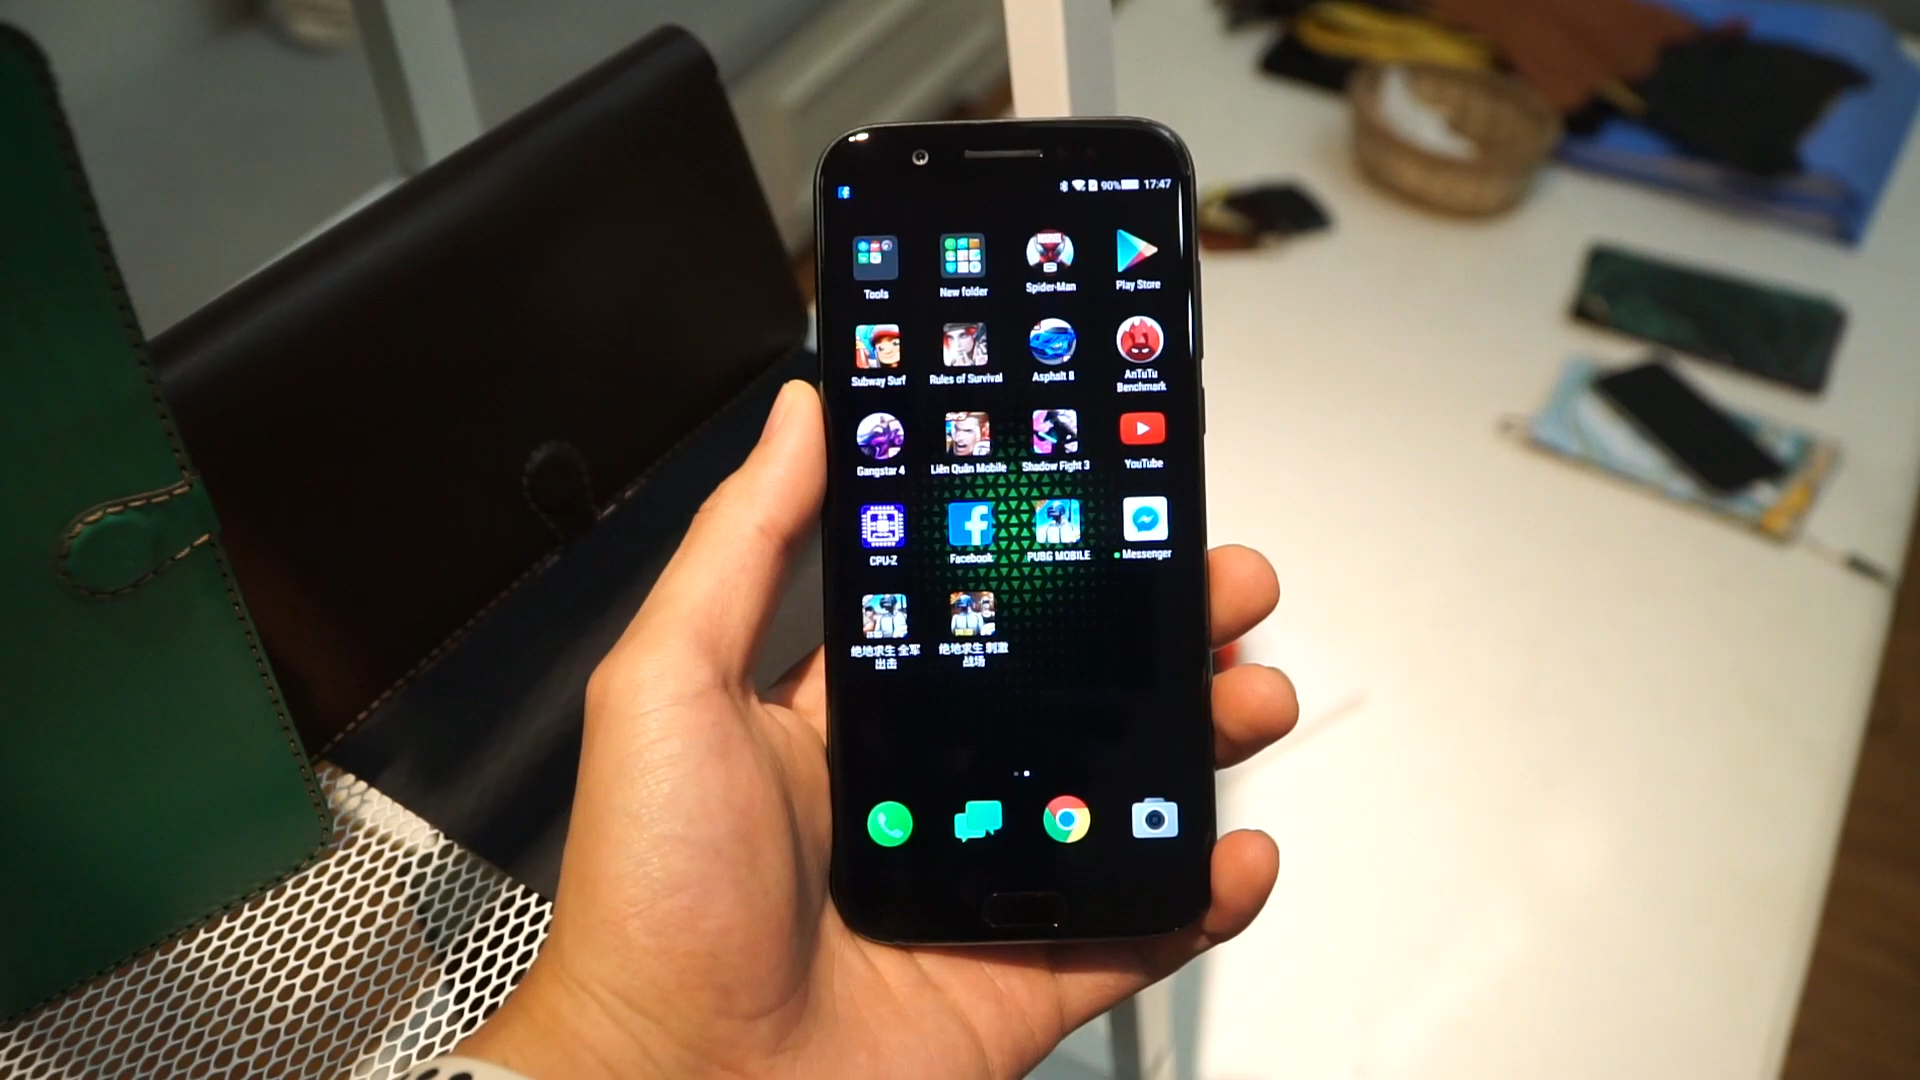 90% 17:47
Tools
New folder
Spider-Man
Play Store
Subway Surf
Rules of Survival
Asphalt 8
AnTuTu
Benchmark
Gangstar 4
Liên Quân Mobile
Shadow Fight 3
YouTube
CPU-Z
Facebook
PUBG MOBILE
Messenger
绝地求生 全军
出击
绝地求生 刺激
战场